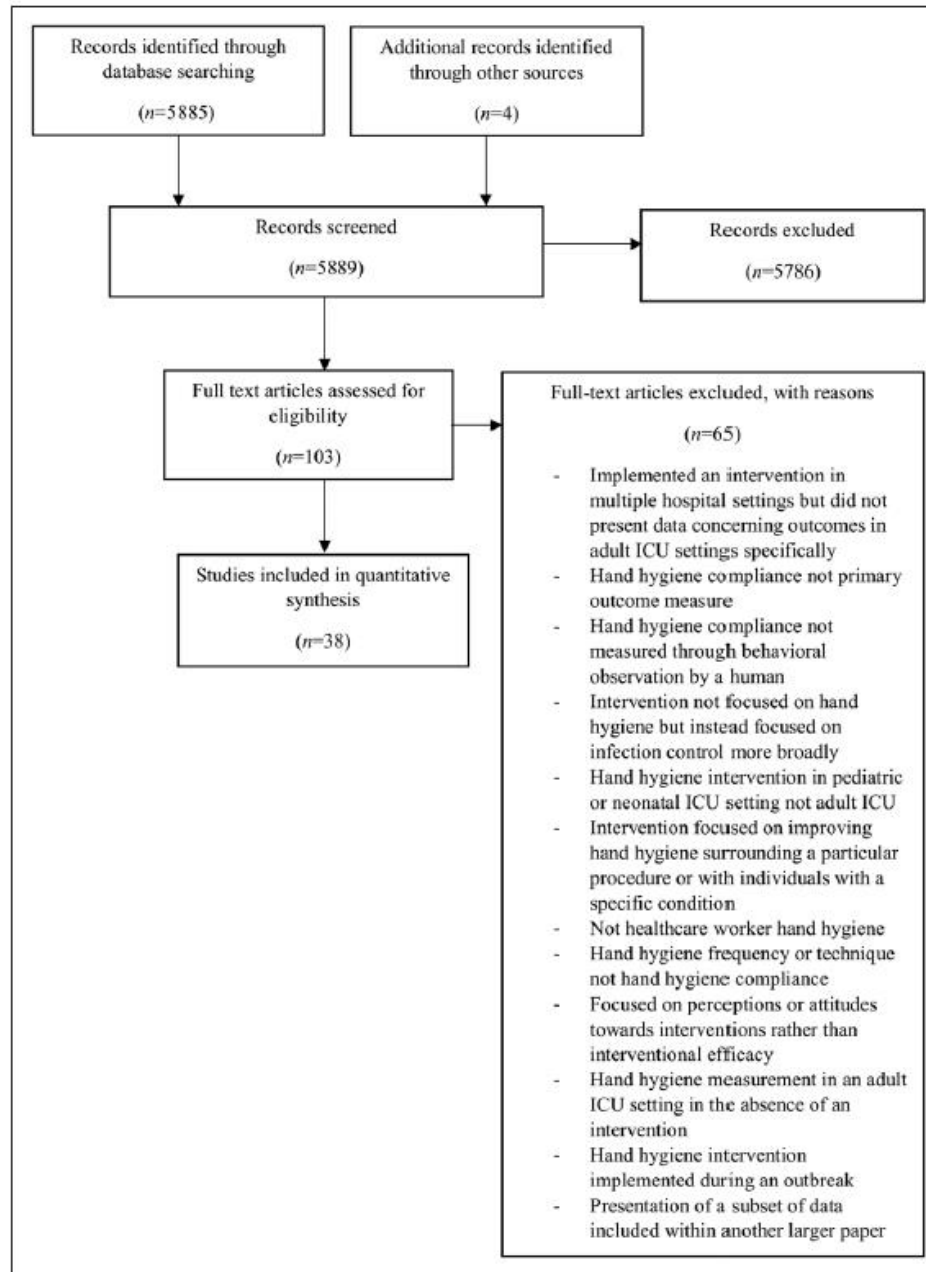 Records identified through
database searching
(n=5885)
Additional records identified
through other sources
(n=4)
Records screened
(n=5889)
Records excluded
(n=5786)
Full text articles assessed for
eligibility
(n=103)
Full-text articles excluded, with reasons
(n=65)
- Implemented an intervention in
multiple hospital settings but did not
present data concerning outcomes in
adult ICU settings specifically
- Hand hygiene compliance not primary
outcome measure
- Hand hygiene compliance not
measured through behavioral
observation by a human
- Intervention not focused on hand
hygiene but instead focused on
infection control more broadly
- Hand hygiene intervention in pediatric
or neonatal ICU setting not adult ICU
- Intervention focused on improving
hand hygiene surrounding a particular
procedure or with individuals with a
specific condition
- Not healthcare worker hand hygiene
- Hand hygiene frequency or technique
not hand hygiene compliance
- Focused on perceptions or attitudes
towards interventions rather than
interventional efficacy
- Hand hygiene measurement in an adult
ICU setting in the absence of an
intervention
- Hand hygiene intervention
implemented during an outbreak
- Presentation of a subset of data
included within another larger paper
Studies included in quantitative
synthesis
(n=38)